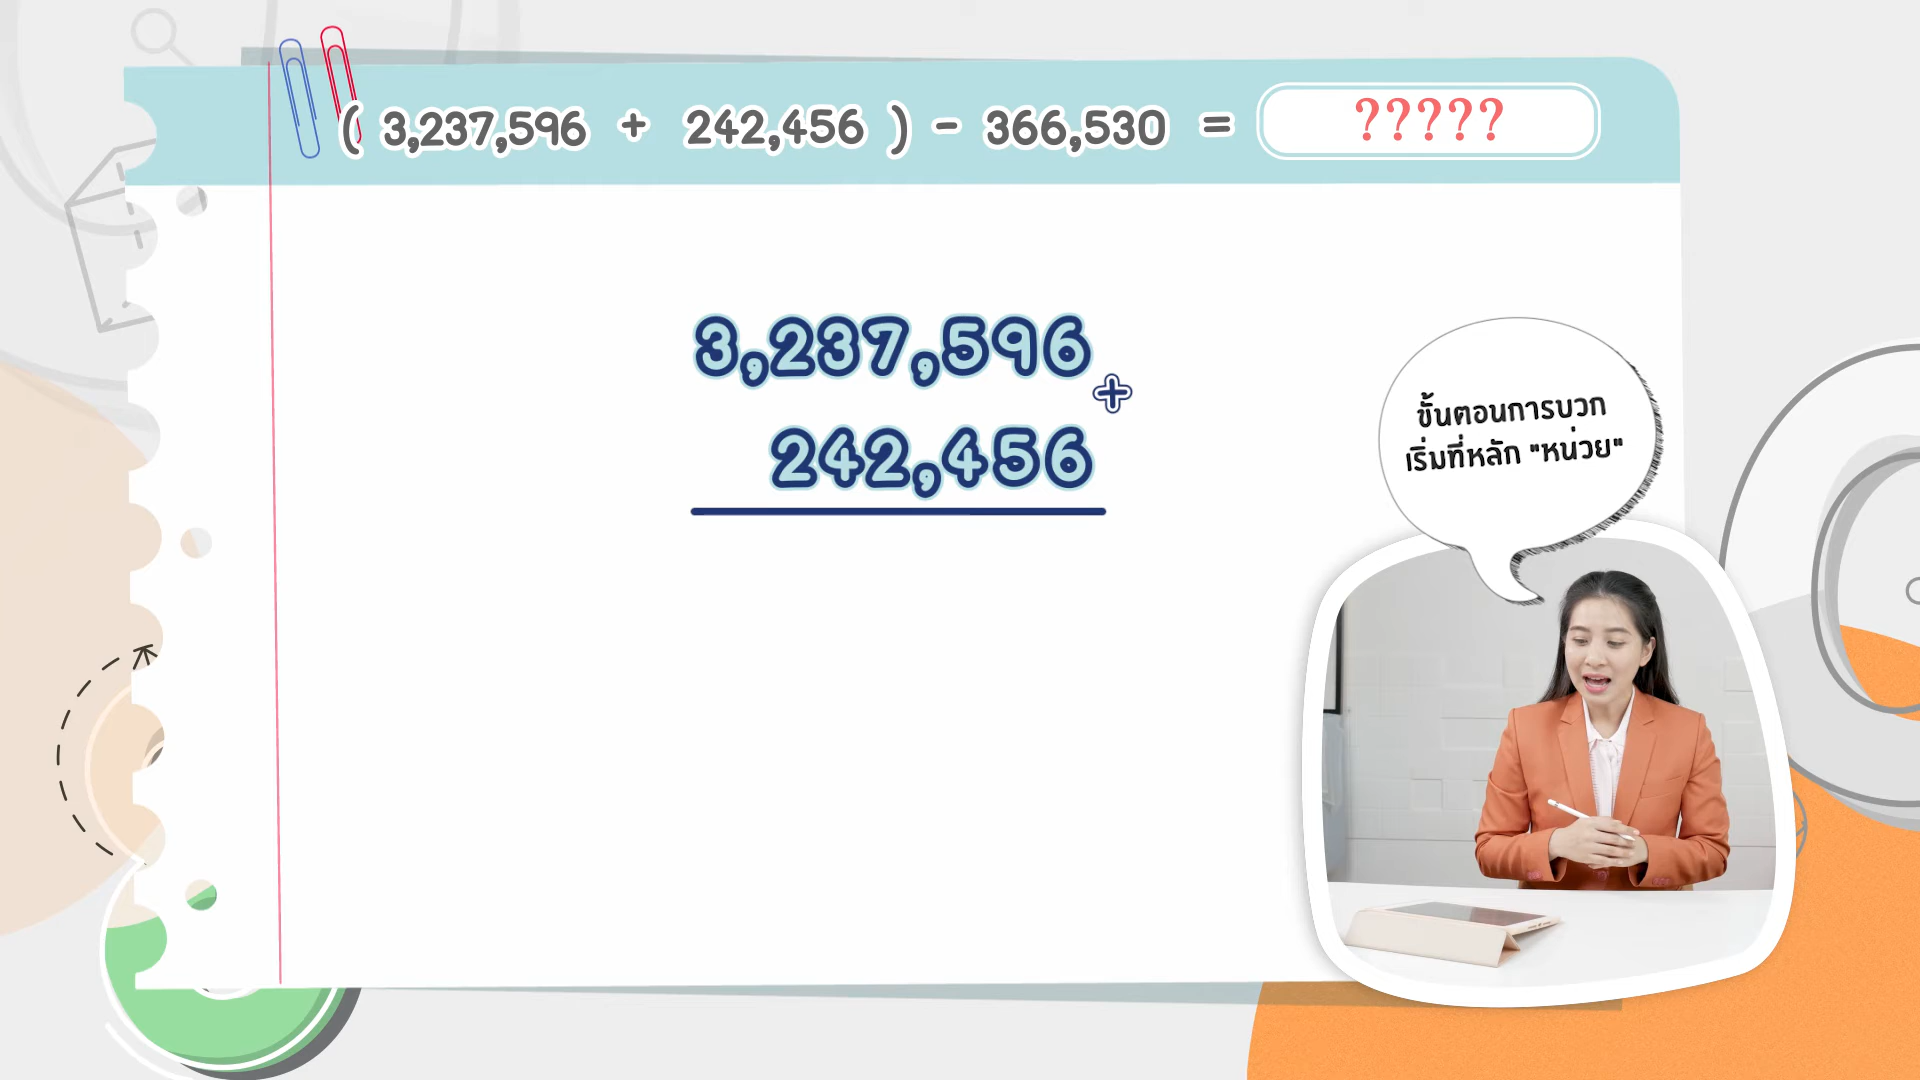 ( 3,237,596 + 242,456 ) - 366,530 = ?????
3,237,596
+
242,456
ขั้นตอนการบวก
เริ่มที่หลัก "หน่วย"